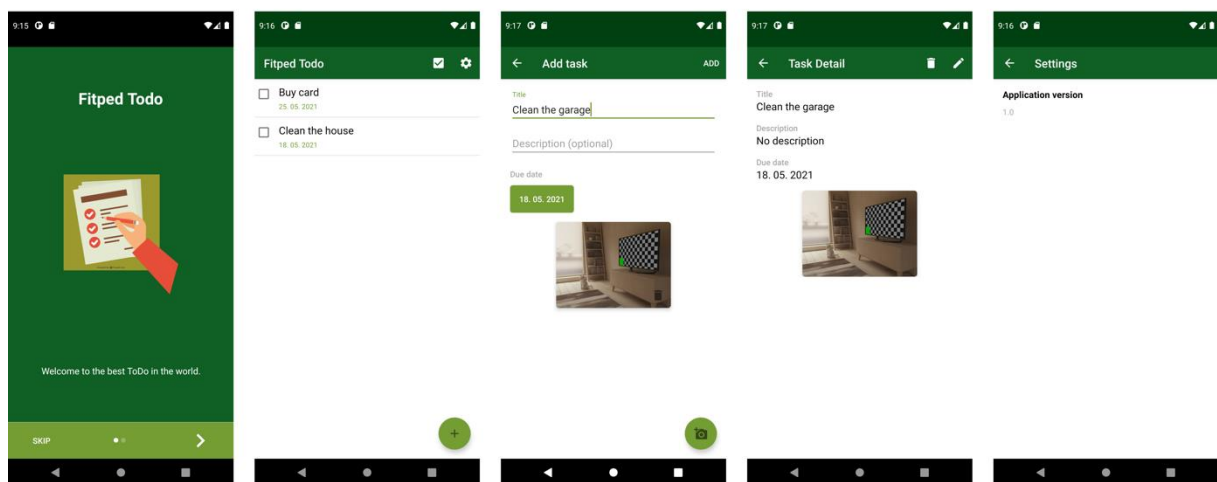 9:15
Fitped Todo
Welcome to the best ToDo in the world.
SKIP
9:16
Fitped Todo
Buy card
25. 05. 2021
Clean the house
18. 05. 2021
+
9:17
Add task
ADD
Title
Clean the garage
Description (optional)
Due date
18. 05. 2021
9:17
Task Detail
Title
Clean the garage
Description
No description
Due date
18. 05. 2021
9:16
Settings
Application version
1.0